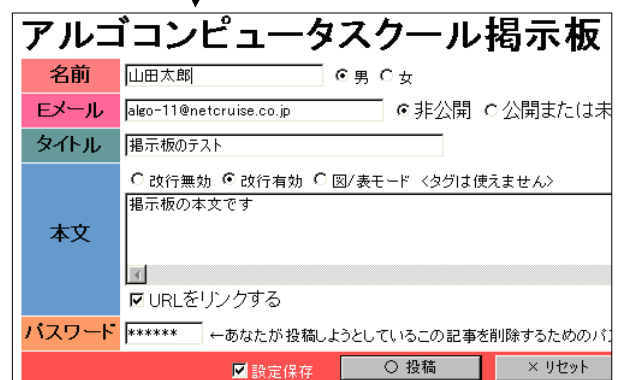 アルゴコンピュータスクール掲示板
名前 山田太郎 男 女
Eメール algo-11@netcruise.co.jp 非公開 公開または未
タイトル 掲示板のテスト
改行無効 改行有効 図/表モード <タグは使えません>
本文 掲示板の本文です
URLをリンクする
パスワード ****** ←あなたが投稿しようとしているこの記事を削除するためのパ
設定保存 ○ 投稿 × リセット